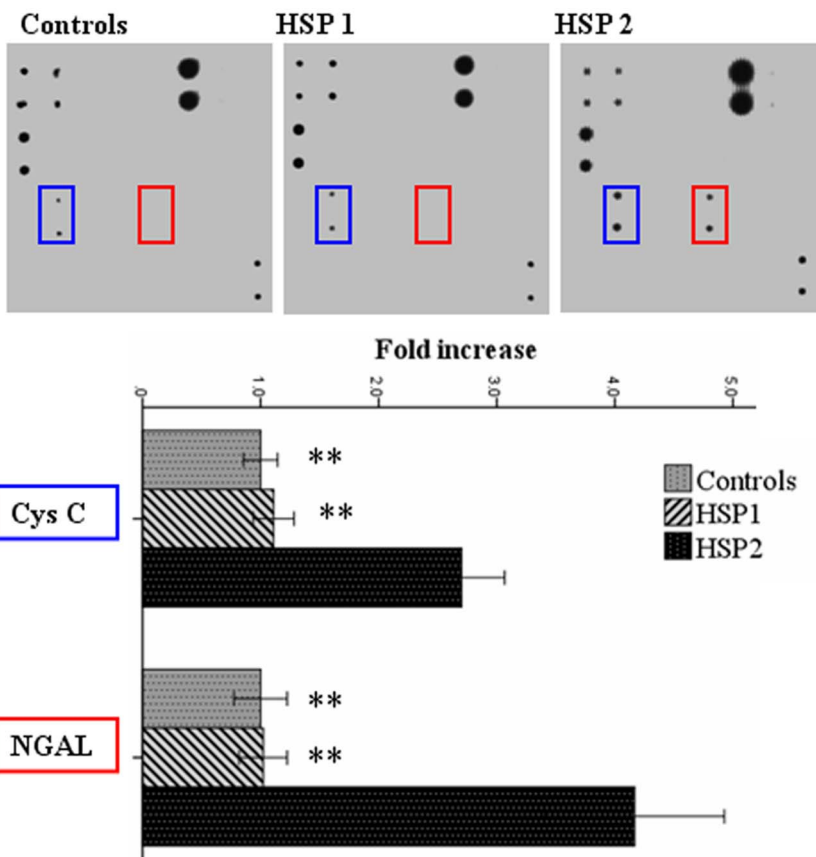 Controls HSP 1 HSP 2
Fold increase
.0 1.0 2.0 3.0 4.0 5.0
**
Cys C **
Controls
HSP1
HSP2
**
NGAL **